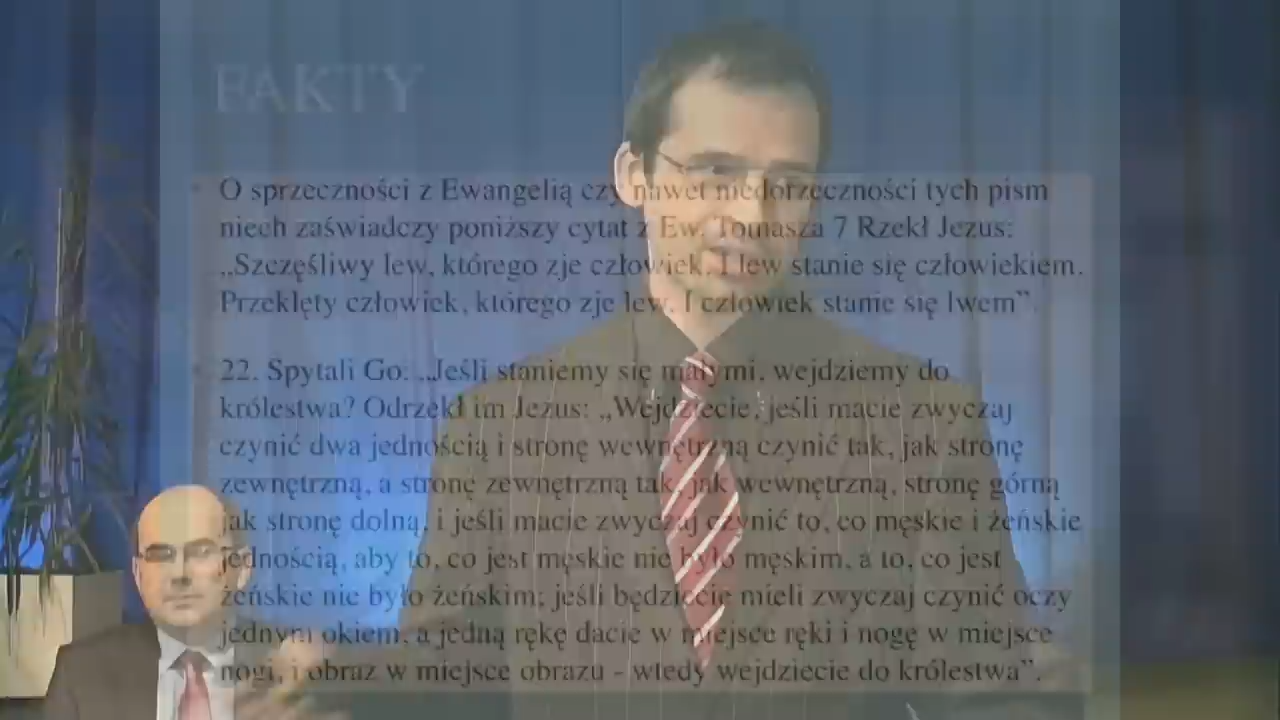 FAKTY
O sprzeczności z Ewangelią czy nawet niedorzeczności tych pism
niech zaświadczy poniższy cytat z Ew. Tomasza 7 Rzekł Jezus:
„Szczęśliwy lew, którego zje człowiek. I lew stanie się człowiekiem.
Przeklęty człowiek, którego zje lew. I człowiek stanie się lwem”.
22. Spytali Go: „Jeśli staniemy się małymi, wejdziemy do
królestwa? Odrzekł im Jezus: „Wejdziecie, jeśli macie zwyczaj
czynić dwa jednością i stronę wewnętrzną czynić tak, jak stronę
zewnętrzną, a stronę zewnętrzną tak, jak wewnętrzną, stronę górną
jak stronę dolną, i jeśli macie zwyczaj czynić to, co męskie i żeńskie
jednością, aby to, co jest męskie nie było męskim, a to, co jest
żeńskie nie było żeńskim; jeśli będziecie mieli zwyczaj czynić oczy
jednym okiem, a jedną rękę dacie w miejsce ręki i nogę w miejsce
nogi, i obraz w miejsce obrazu - wtedy wejdziecie do królestwa”.